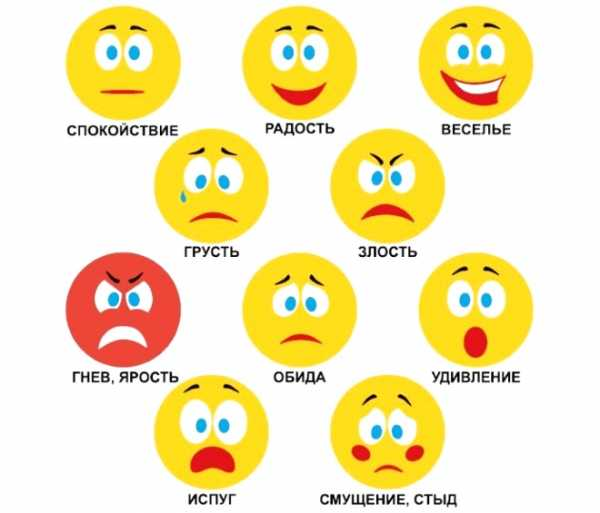 СПОКОЙСТВИЕ
РАДОСТЬ
ВЕСЕЛЬЕ
ГРУСТЬ
ЗЛОСТЬ
ГНЕВ, ЯРОСТЬ
ОБИДА
УДИВЛЕНИЕ
ИСПУГ
СМУЩЕНИЕ, СТЫД